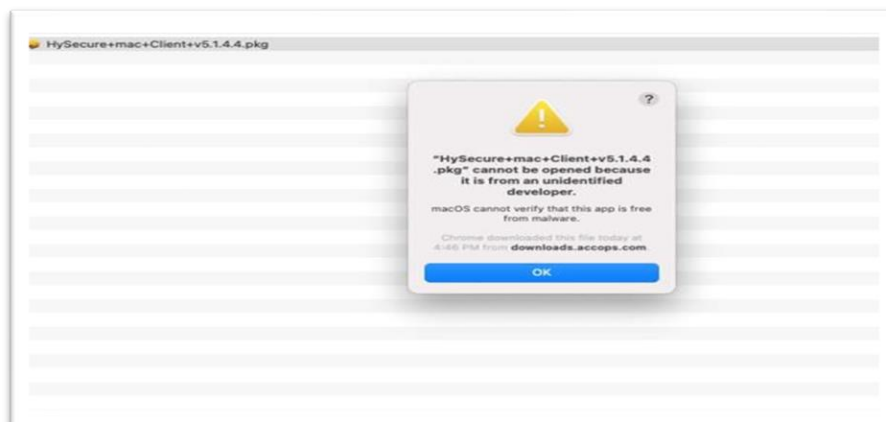 HySecure+mac+Client+v5.1.4.4.pkg
?
"HySecure+mac+Client+v5.1.4.4
.pkg" cannot be opened because
it is from an unidentified
developer.
macOS cannot verify that this app is free
from malware.
Chrome downloaded this file today at
4:46 PM from downloads.accops.com.
OK